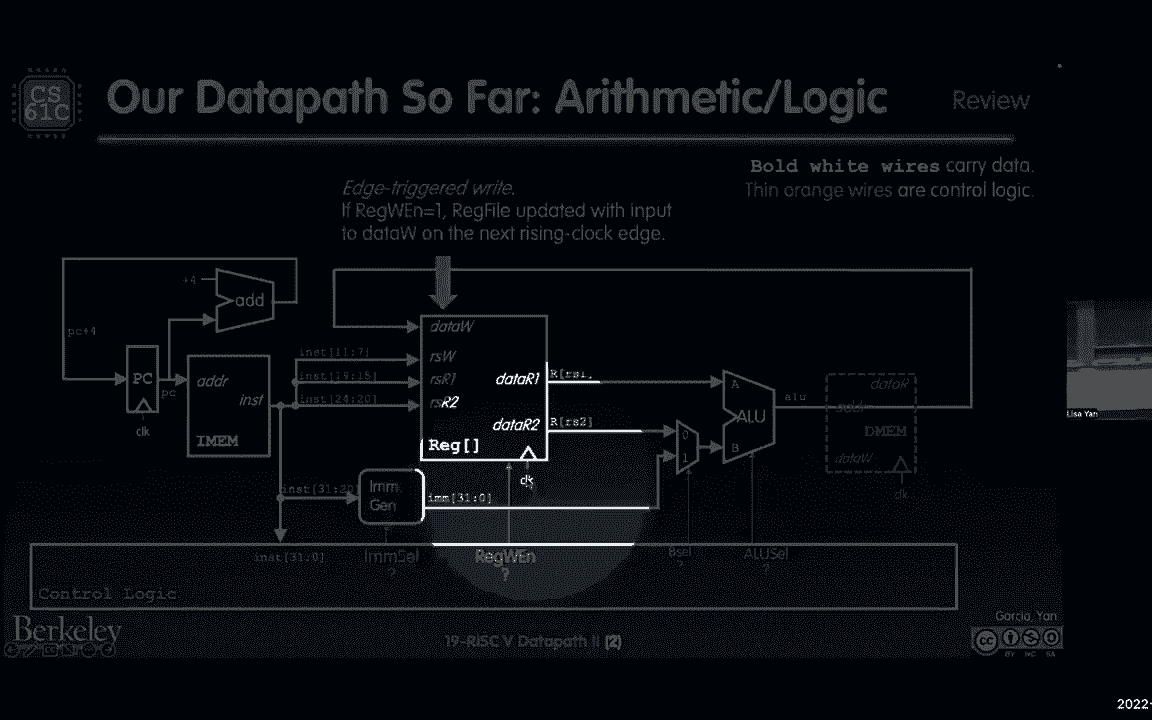 CS
61C
Our Datapath So Far: Arithmetic/Logic
Review
Bold white wires carry data.
Thin orange wires are control logic.
Edge-triggered write.
If RegWEn=1, RegFile updated with input
to dataW on the next rising-clock edge.
+4
add
pc+4
PC
pc
clk
addr
inst
IMEM
inst[11:7]
inst[19:15]
inst[24:20]
dataW
rsW
rsR1
rsR2
dataR1
dataR2
Reg[]
clk
R[rs1]
R[rs2]
0
1
A
ALU
B
alu
dataR
addr
DMEM
dataW
clk
inst[31:20]
Imm.
Gen
imm[31:0]
inst[31:0]
ImmSel
?
RegWEn
?
Bsel
?
ALUSel
?
Control Logic
Berkeley
19-RISC V Datapath II (2)
Garcia, Yan
cc
BY NC SA
Lisa Yan
2022-